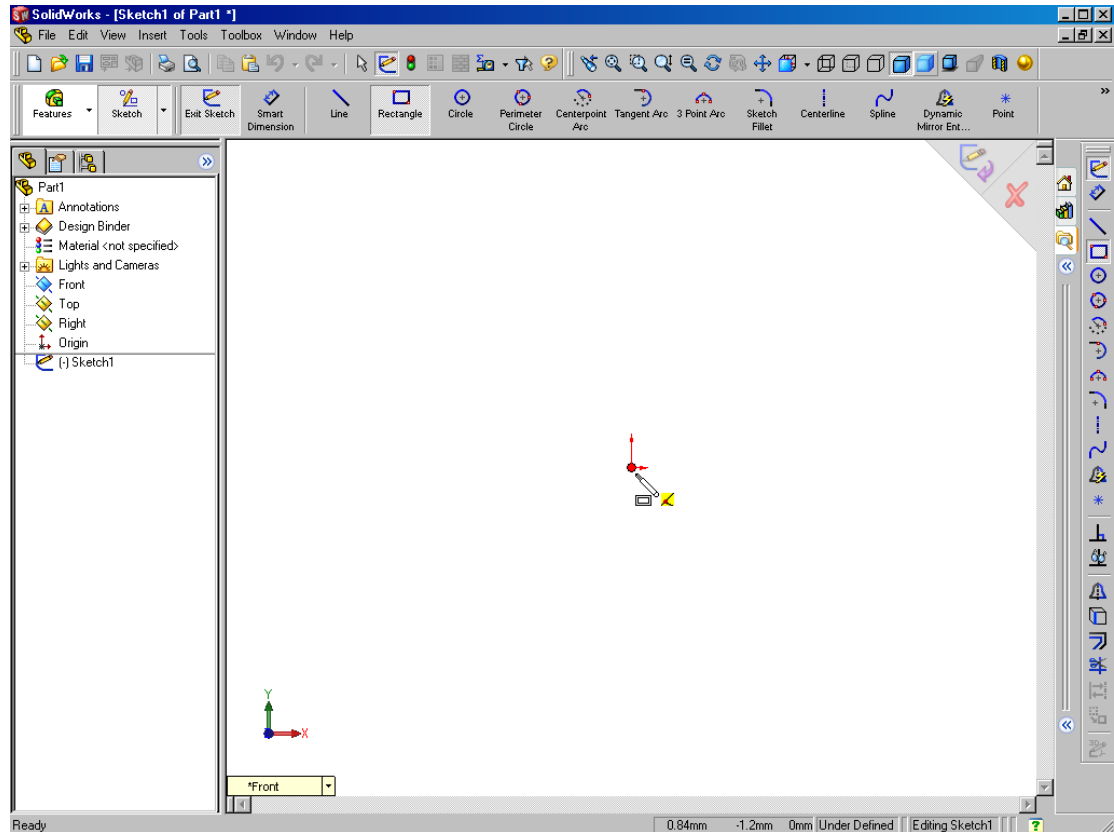 SolidWorks - [Sketch1 of Part1 *]
File Edit View Insert Tools Toolbox Window Help
Features Sketch Exit Sketch Smart Dimension Line Rectangle Circle Perimeter Circle Centerpoint Arc Tangent Arc 3 Point Arc Sketch Fillet Centerline Spline Dynamic Mirror Ent... Point
Part1
Annotations
Design Binder
Material <not specified>
Lights and Cameras
Front
Top
Right
Origin
(-) Sketch1
Y
X
*Front
Ready 0.84mm -1.2mm 0mm Under Defined Editing Sketch1